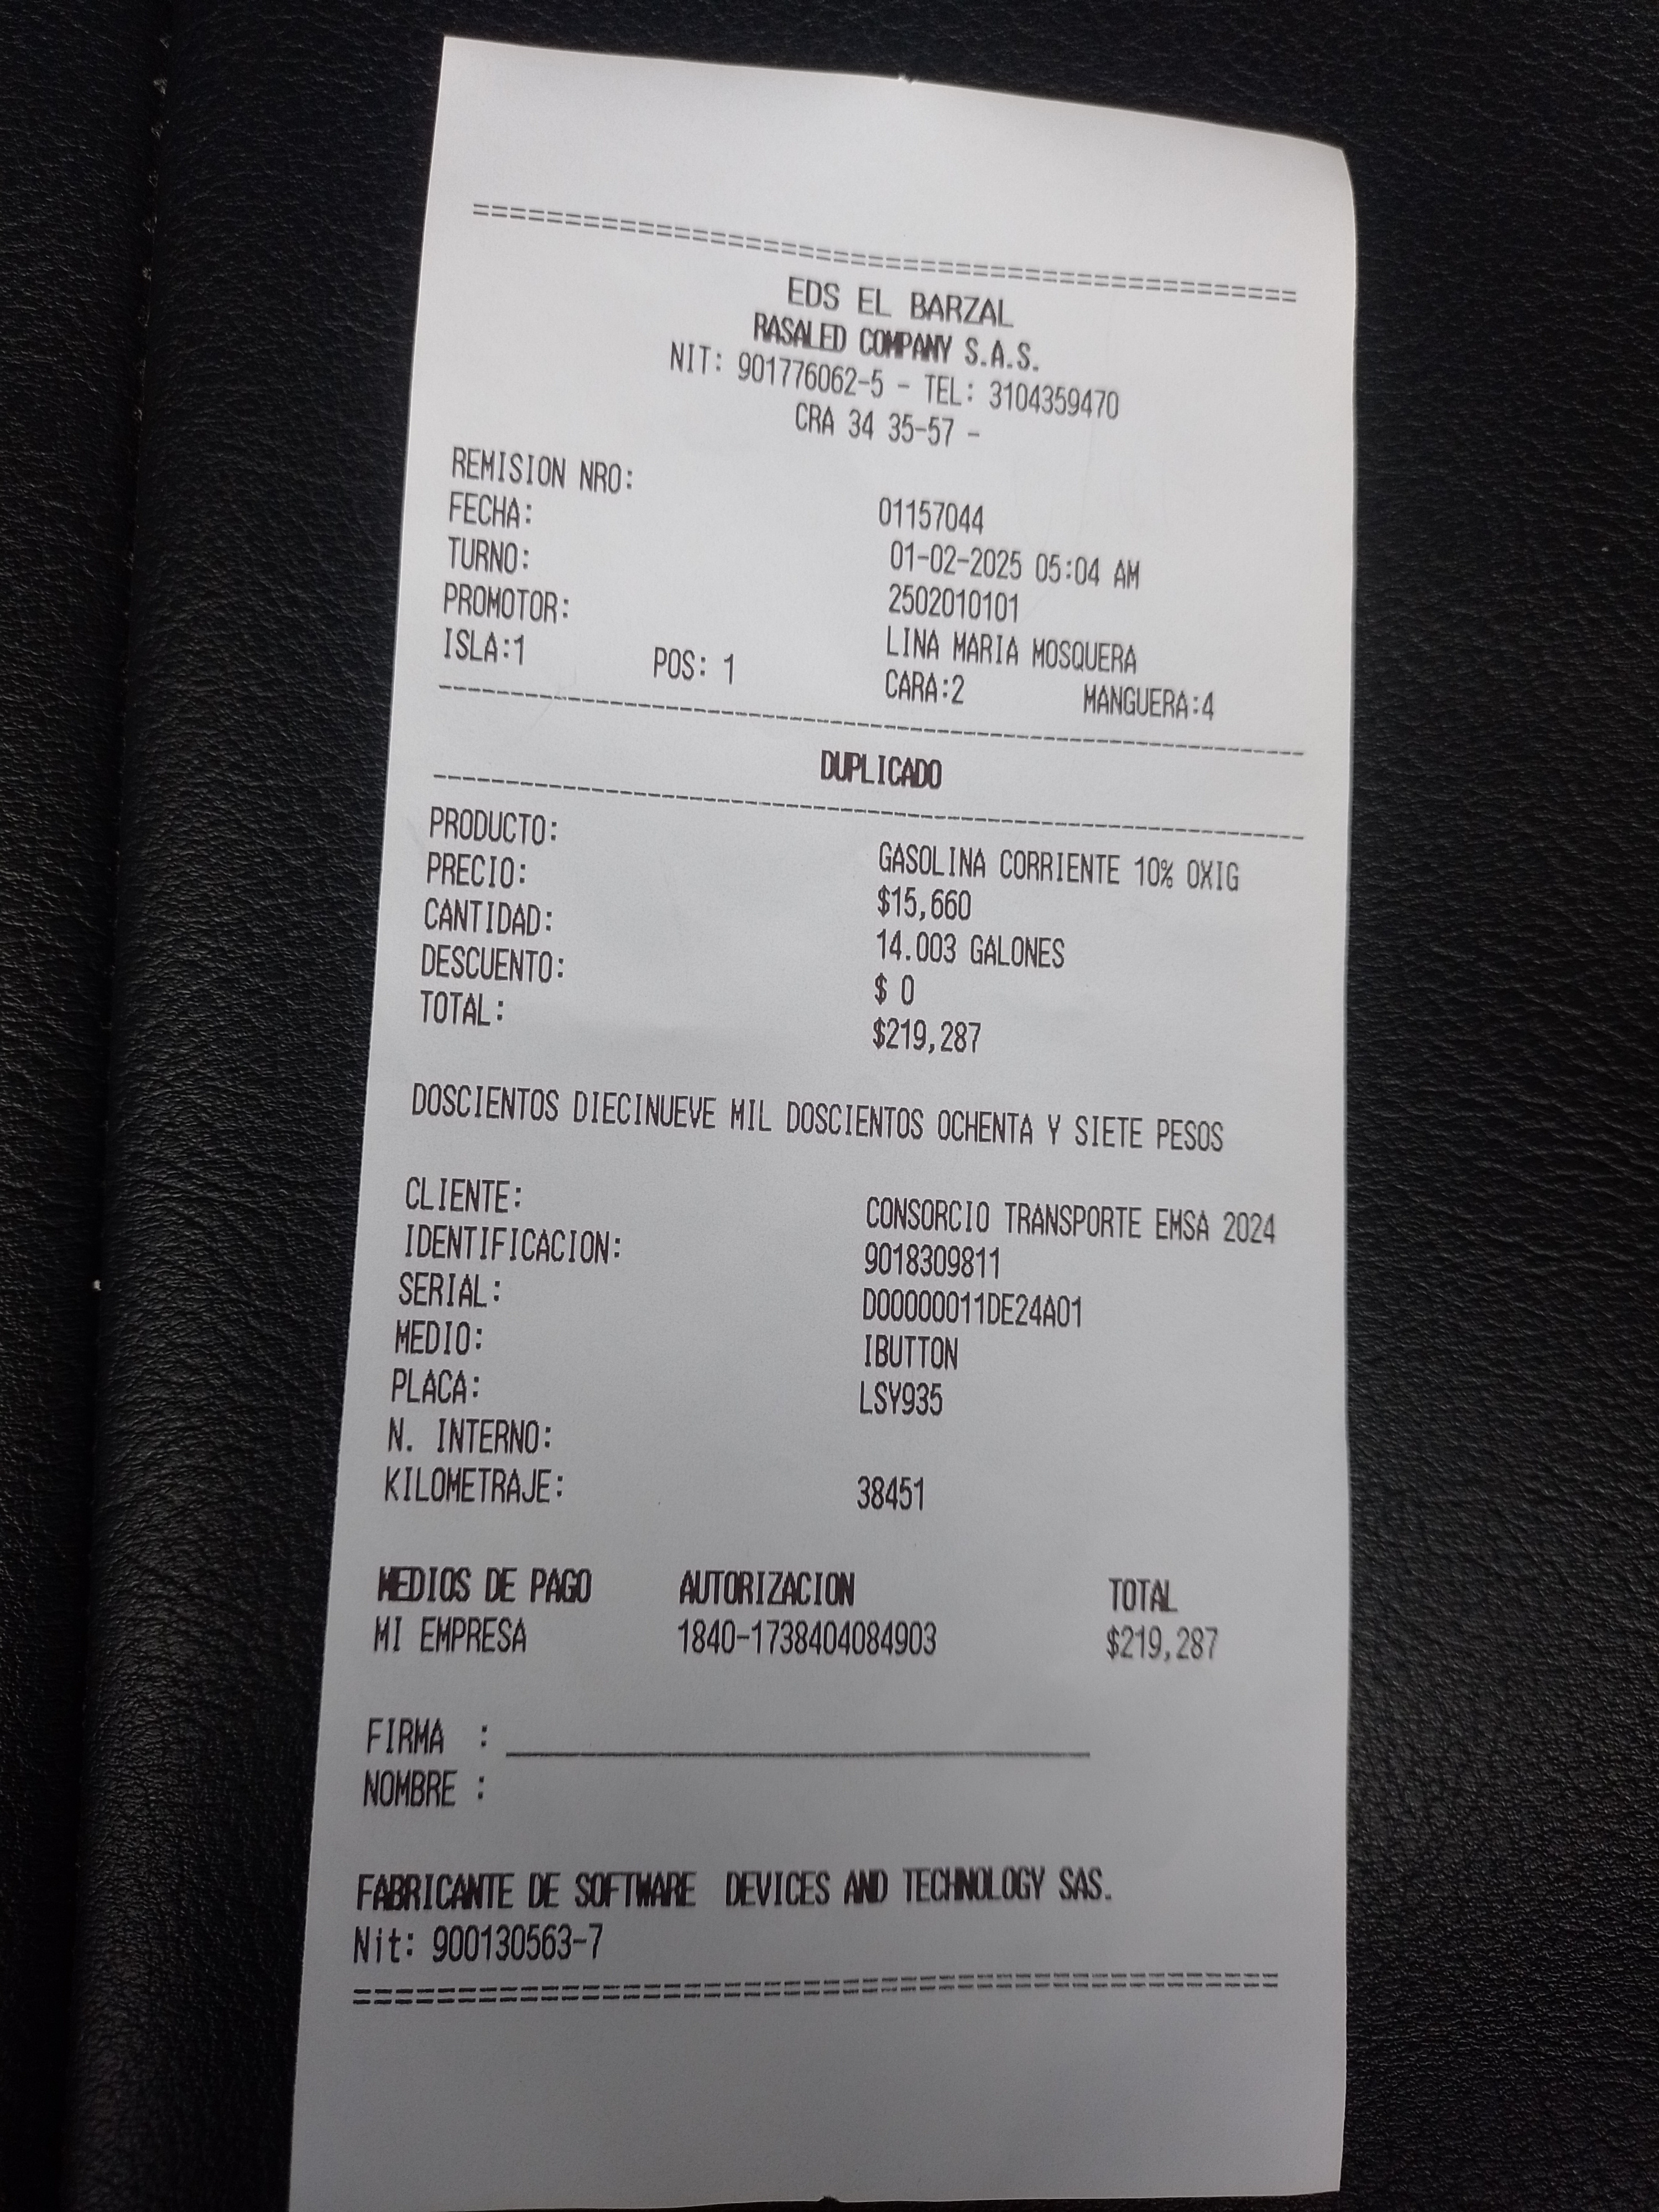 ==================================================
EDS EL BARZAL
RASALED COMPANY S.A.S.
NIT: 901776062-5 - TEL: 3104359470
CRA 34 35-57 -
REMISION NRO: 01157044
FECHA: 01-02-2025 05:04 AM
TURNO: 2502010101
PROMOTOR: LINA MARIA MOSQUERA
ISLA:1 POS: 1 CARA:2 MANGUERA:4
--------------------------------------------------
DUPLICADO
--------------------------------------------------
PRODUCTO: GASOLINA CORRIENTE 10% OXIG
PRECIO: $15,660
CANTIDAD: 14.003 GALONES
DESCUENTO: $ 0
TOTAL: $219,287
DOSCIENTOS DIECINUEVE MIL DOSCIENTOS OCHENTA Y SIETE PESOS
CLIENTE: CONSORCIO TRANSPORTE EMSA 2024
IDENTIFICACION: 9018309811
SERIAL: D00000011DE24A01
MEDIO: IBUTTON
PLACA: LSY935
N. INTERNO:
KILOMETRAJE: 38451
MEDIOS DE PAGO AUTORIZACION TOTAL
MI EMPRESA 1840-1738404084903 $219,287
FIRMA : ______________________________
NOMBRE :
FABRICANTE DE SOFTWARE DEVICES AND TECHNOLOGY SAS.
Nit: 900130563-7
==================================================